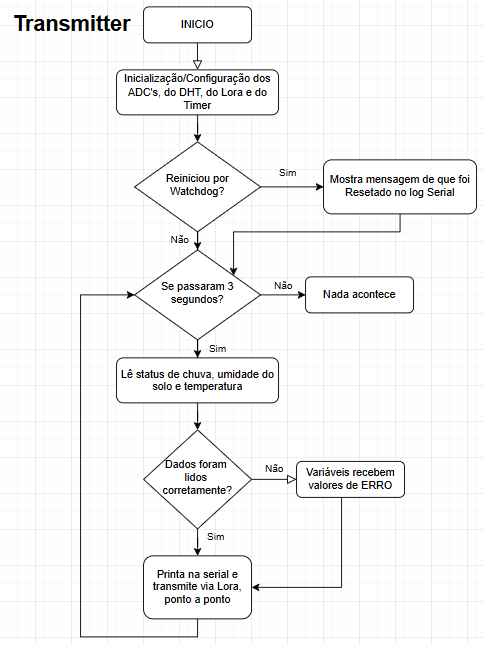 Transmitter
INICIO
Inicialização/Configuração dos
ADC's, do DHT, do Lora e do
Timer
Reiniciou por
Watchdog?
Sim
Mostra mensagem de que foi
Resetado no log Serial
Não
Se passaram 3
segundos?
Não
Nada acontece
Sim
Lê status de chuva, umidade do
solo e temperatura
Dados foram
lidos
corretamente?
Não
Variáveis recebem
valores de ERRO
Sim
Printa na serial e
transmite via Lora,
ponto a ponto